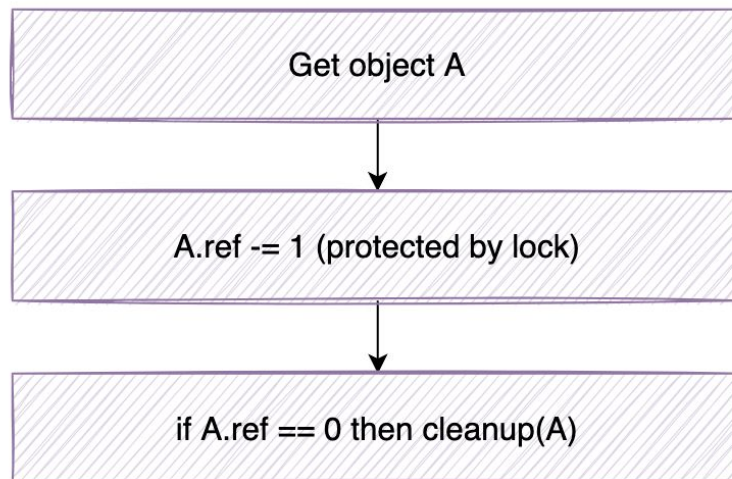 Get object A
A.ref -= 1 (protected by lock)
if A.ref == 0 then cleanup(A)